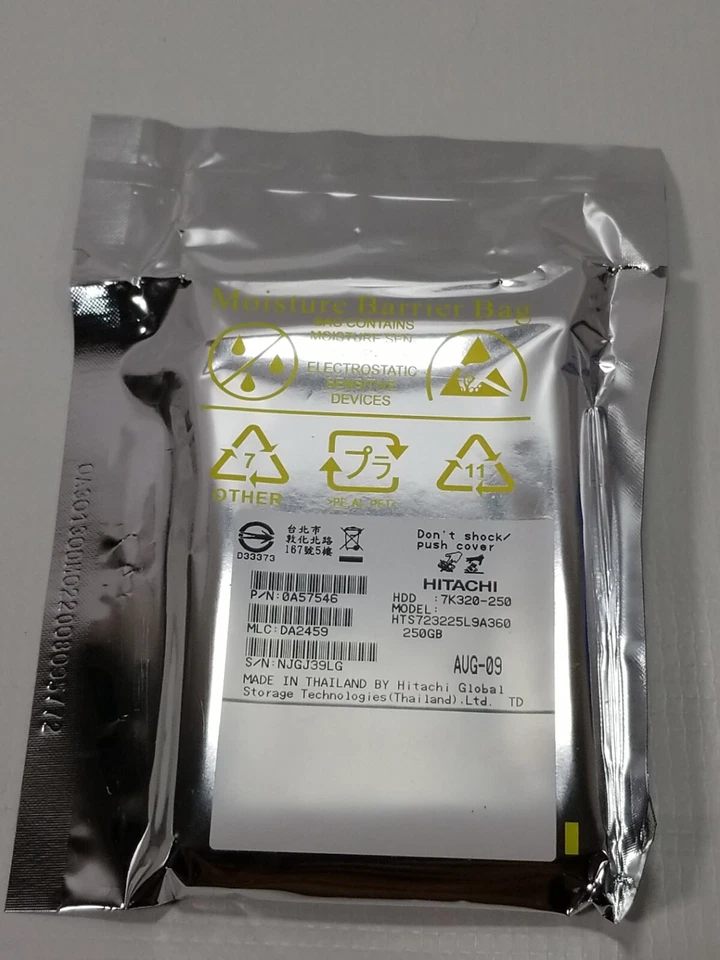 Moisture Barrier Bag
BAG CONTAINS
MOISTURE SEN
ELECTROSTATIC
SENSITIVE
DEVICES
7
OTHER
プラ
>PE,AL,PET<
11
台北市
敦化北路
167號5樓
D33373
Don't shock/
push cover
HITACHI
P/N:0A57546
HDD :7K320-250
MODEL:
HTS723225L9A360
250GB
MLC:DA2459
S/N:NJGJ39LG
AUG-09
MADE IN THAILAND BY Hitachi Global
Storage Technologies(Thailand).Ltd. TD